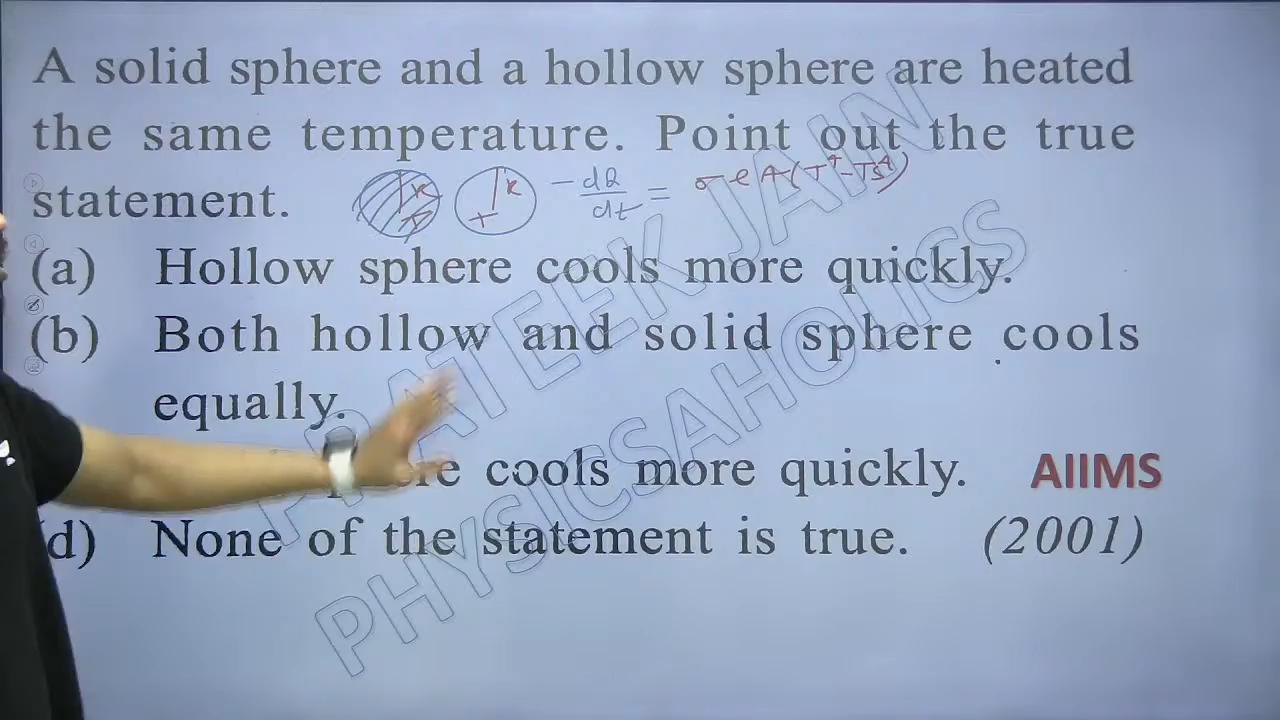 A solid sphere and a hollow sphere are heated
the same temperature. Point out the true
statement.
R
T
R
T
-dQ/dt = σeA(T⁴-Ts⁴)
(a) Hollow sphere cools more quickly.
(b) Both hollow and solid sphere cools
equally.
cools more quickly. AIIMS
d) None of the statement is true. (2001)
PRATEEK JAIN
PHYSICSAHOLICS